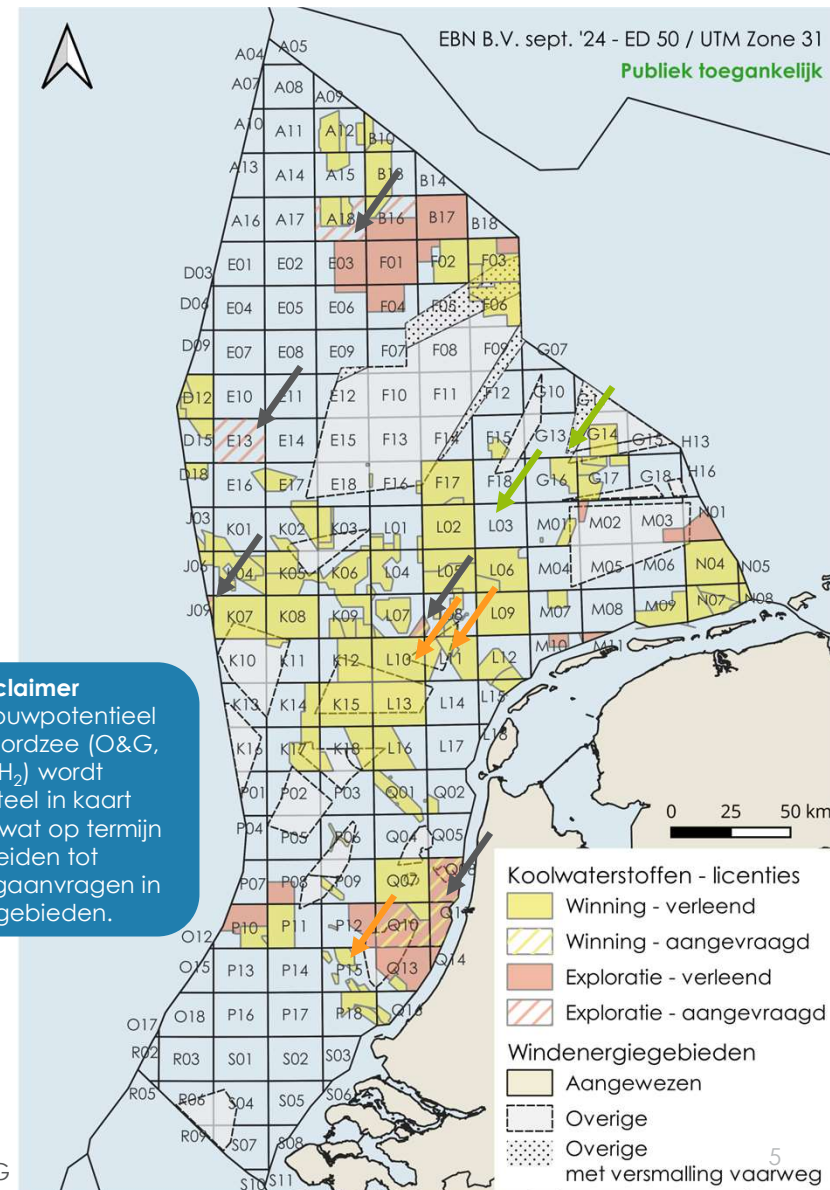 EBN B.V. sept. '24 - ED 50 / UTM Zone 31
Publiek toegankelijk
A04 A05
A07 A08 A09
A10 A11 A12 B10
A13 A14 A15 B13 B14
A16 A17 A18 B16 B17 B18
D03 E01 E02 E03 F01 F02 F03
D06 E04 E05 E06 F04 F05 F06
D09 E07 E08 E09 F07 F08 F09 G07
D12 E10 E11 E12 F10 F11 F12 G10
D15 E13 E14 E15 F13 F14 F15 G13 G14 G15 H13
D18 E16 E17 E18 F16 F17 F18 G16 G17 G18 H16
J03 K01 K02 K03 L01 L02 L03 M01 M02 M03 N01
J06 K05 K06 L04 L05 L06 M04 M05 M06 N04 N05
J09 K07 K08 K09 L07 L09 M07 M08 M09 N07 N08
K10 K11 K12 L10 L11 L12 M10 M11
K13 K14 K15 L13 L14 L15
K16 K17 K18 L16 L17
P01 P02 P03 Q01 Q02
P04 P05 P06 Q04 Q05
P07 P08 P09 Q07
O12 P10 P11 P12 Q10
O15 P13 P14 P15 Q13 Q14
O17 O18 P16 P17 P18 Q16
R02 R03 S01 S02 S03
R05 R06 S04 S05 S06
R09 S07 S08
S10 S11
claimer
ouwpotentieel
ordzee (O&G,
H₂) wordt
teel in kaart
wat op termijn
eiden tot
gaanvragen in
gebieden.
0 25 50 km
Koolwaterstoffen - licenties
Winning - verleend
Winning - aangevraagd
Exploratie - verleend
Exploratie - aangevraagd
Windenergiegebieden
Aangewezen
Overige
Overige
met versmalling vaarweg
5
G